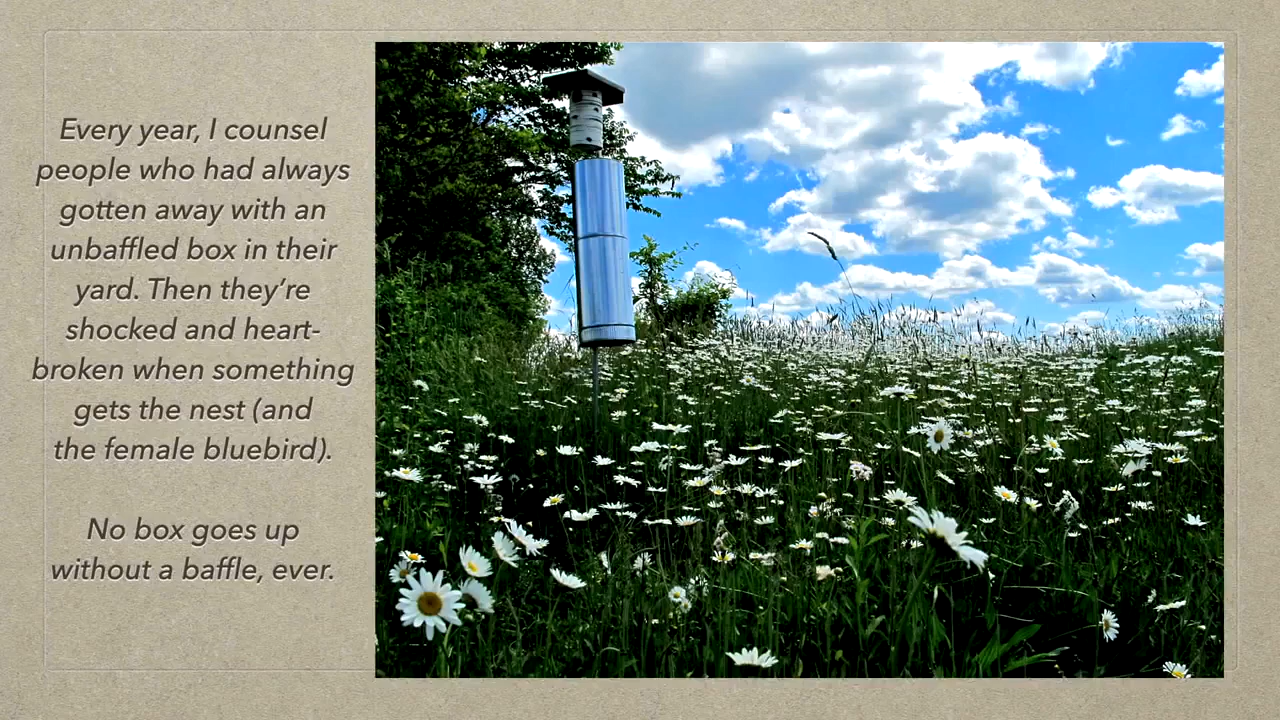 Every year, I counsel
people who had always
gotten away with an
unbaffled box in their
yard. Then they’re
shocked and heart-
broken when something
gets the nest (and
the female bluebird).
No box goes up
without a baffle, ever.